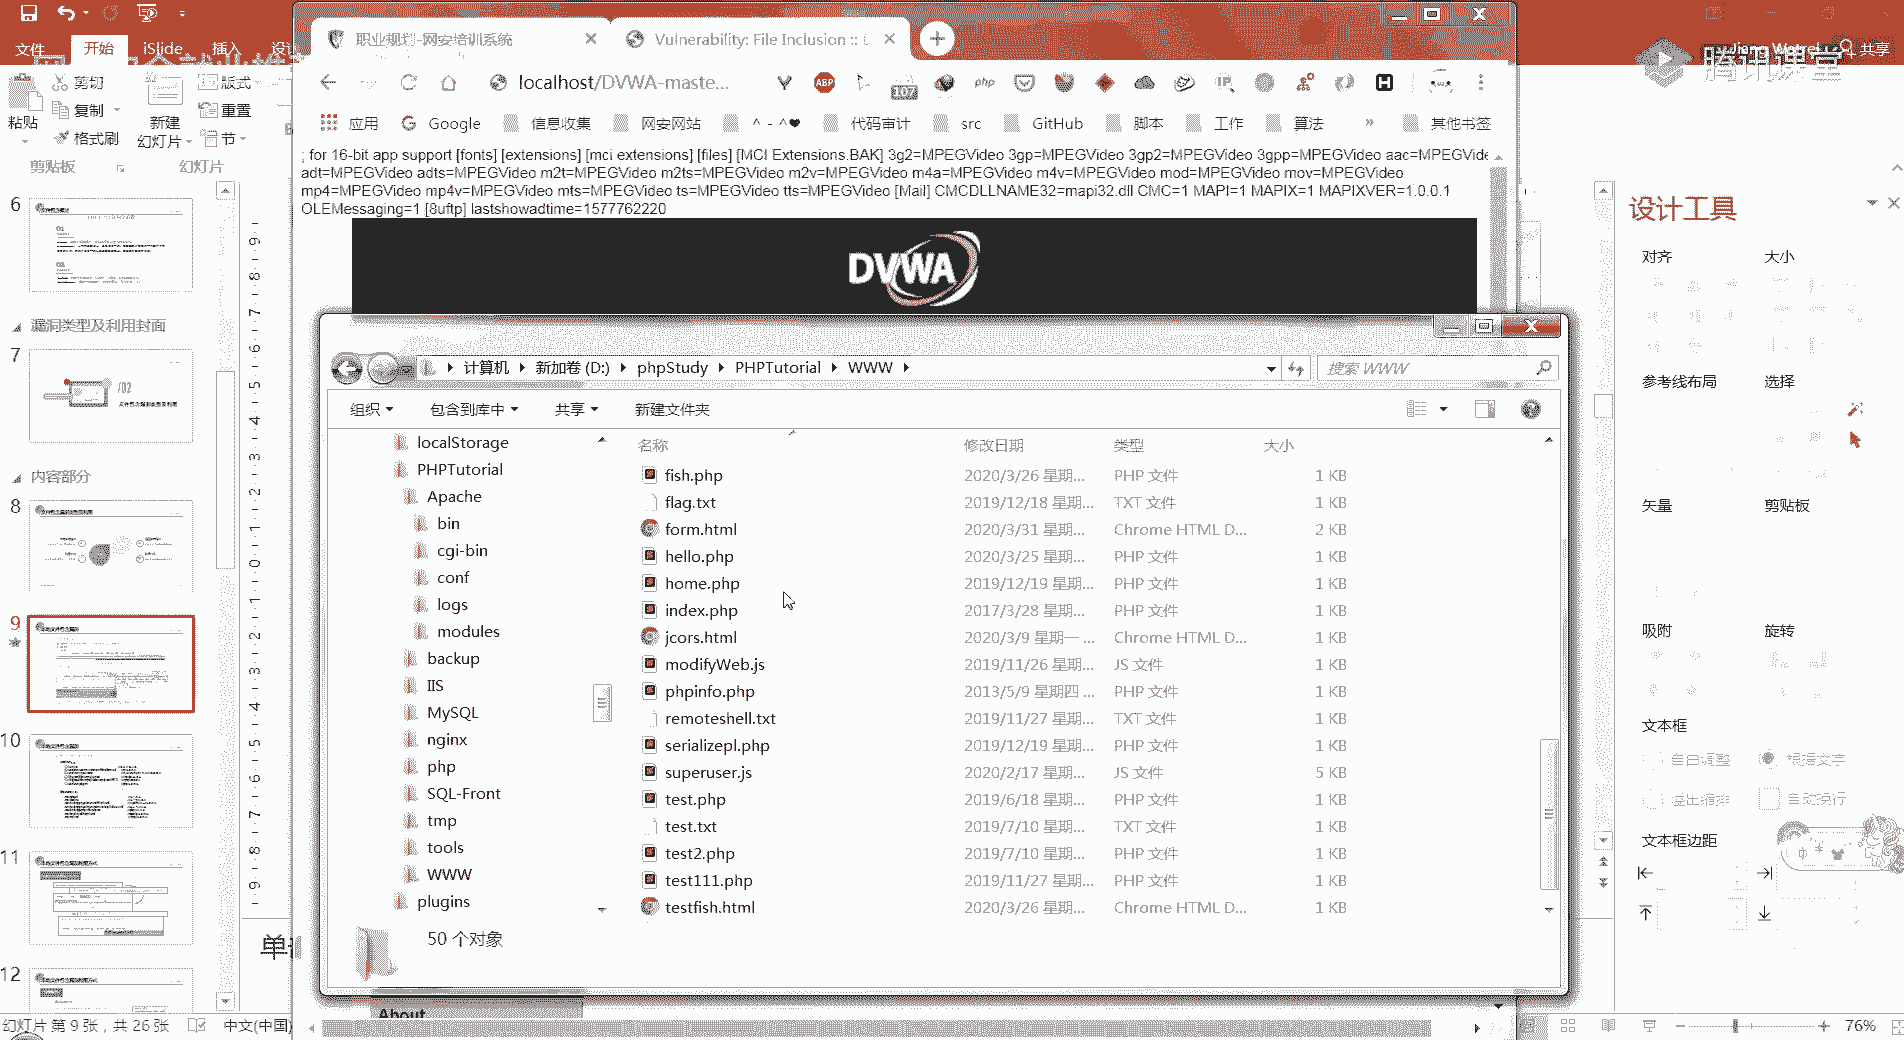 文件
开始
iSlide
插入
共享
腾讯课堂
粘贴
剪切
复制
格式刷
新建
幻灯片
版式
重置
节
剪贴板
幻灯片
职业规划-网安培训系统
Vulnerability: File Inclusion ::
localhost/DVWA-maste...
ABP
107
php
应用
Google
信息收集
网安网站
^ - ^❤
代码审计
src
GitHub
脚本
工作
算法
»
其他书签
; for 16-bit app support [fonts] [extensions] [mci extensions] [files] [MCI Extensions.BAK] 3g2=MPEGVideo 3gp=MPEGVideo 3gp2=MPEGVideo 3gpp=MPEGVideo aac=MPEGVide
adt=MPEGVideo adts=MPEGVideo m2t=MPEGVideo m2ts=MPEGVideo m2v=MPEGVideo m4a=MPEGVideo m4v=MPEGVideo mod=MPEGVideo mov=MPEGVideo
mp4=MPEGVideo mp4v=MPEGVideo mts=MPEGVideo ts=MPEGVideo tts=MPEGVideo [Mail] CMCDLLNAME32=mapi32.dll CMC=1 MAPI=1 MAPIX=1 MAPIXVER=1.0.0.1
OLEMessaging=1 [8uftp] lastshowadtime=1577762220
DVWA
6
漏洞类型及利用封面
7
/02
内容部分
8
9
10
11
12
计算机 新加卷 (D:) phpStudy PHPTutorial WWW
搜索 WWW
组织
包含到库中
共享
新建文件夹
localStorage
PHPTutorial
Apache
bin
cgi-bin
conf
logs
modules
backup
IIS
MySQL
nginx
php
SQL-Front
tmp
tools
WWW
plugins
名称 修改日期 类型 大小
fish.php 2020/3/26 星期... PHP 文件 1 KB
flag.txt 2019/12/18 星期... TXT 文件 1 KB
form.html 2020/3/31 星期... Chrome HTML D... 2 KB
hello.php 2020/3/25 星期... PHP 文件 1 KB
home.php 2019/12/19 星期... PHP 文件 1 KB
index.php 2017/3/28 星期... PHP 文件 1 KB
jcors.html 2020/3/9 星期一 ... Chrome HTML D... 1 KB
modifyWeb.js 2019/11/26 星期... JS 文件 1 KB
phpinfo.php 2013/5/9 星期四 ... PHP 文件 1 KB
remoteshell.txt 2019/11/27 星期... TXT 文件 1 KB
serializepl.php 2019/12/19 星期... PHP 文件 1 KB
superuser.js 2020/2/17 星期... JS 文件 5 KB
test.php 2019/6/18 星期... PHP 文件 1 KB
test.txt 2019/7/10 星期... TXT 文件 1 KB
test2.php 2019/7/10 星期... PHP 文件 1 KB
test111.php 2019/11/27 星期... PHP 文件 1 KB
testfish.html 2020/3/26 星期... Chrome HTML D... 1 KB
50 个对象
About
设计工具
对齐
大小
参考线布局
选择
矢量
剪贴板
吸附
旋转
文本框
自由调整
根据文字
溢出缩排
自动换行
文本框边距
幻灯片 第 9 张，共 26 张
中文(中国)
76%